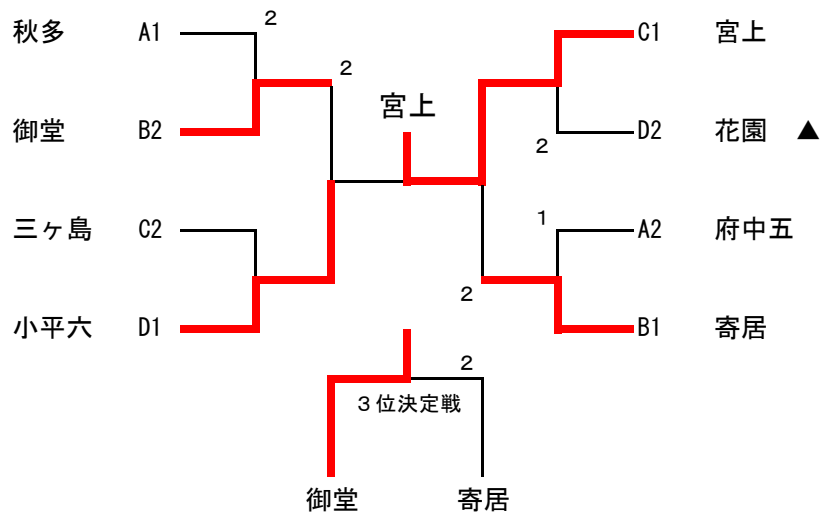 秋多 A1 2 C1 宮上
2
宮上
御堂 B2 D2 花園 ▲
2
三ヶ島 C2 1 A2 府中五
2
小平六 D1 B1 寄居
2
3位決定戦
御堂 寄居